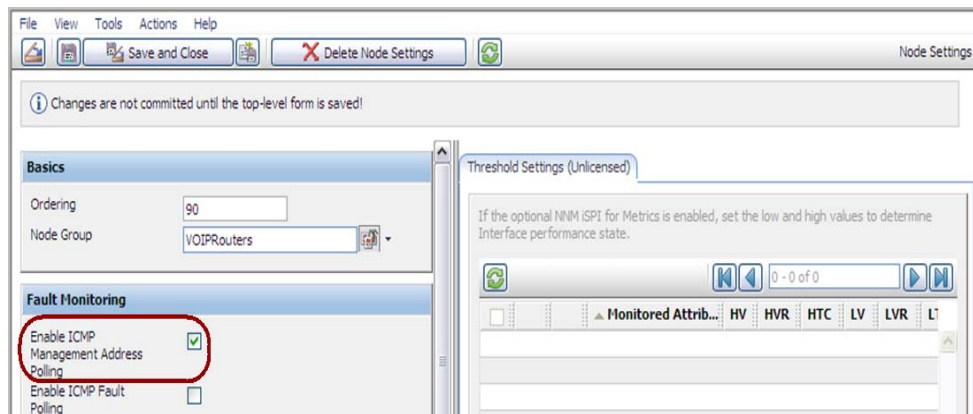 File View Tools Actions Help
Save and Close
Delete Node Settings
Node Settings
Changes are not committed until the top-level form is saved!
Basics
Ordering
90
Node Group
VOIPRouters
Fault Monitoring
Enable ICMP
Management Address
Polling
Enable ICMP Fault
Polling
Threshold Settings (Unlicensed)
If the optional NNM iSPI for Metrics is enabled, set the low and high values to determine
Interface performance state.
0 - 0 of 0
Monitored Attrib... HV HVR HTC LV LVR